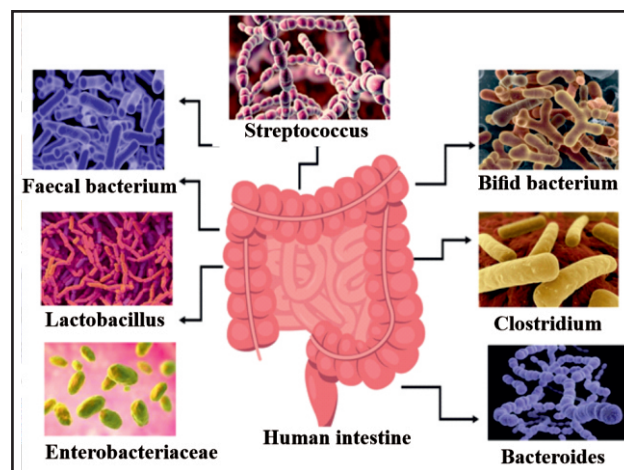 Streptococcus
Faecal bacterium
Bifid bacterium
Lactobacillus
Clostridium
Enterobacteriaceae
Human intestine
Bacteroides